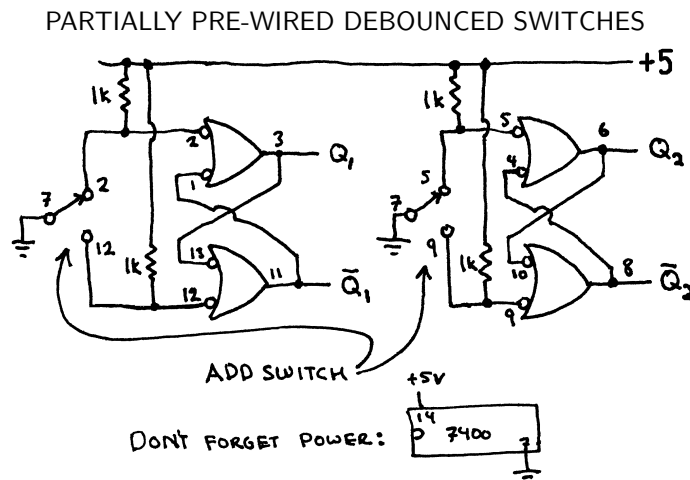 PARTIALLY PRE-WIRED DEBOUNCED SWITCHES
+5
1k
1k
2
3
Q1
5
6
Q2
1
4
7
2
7
5
12
9
1k
13
11
Q̄1
1k
10
8
Q̄2
12
9
ADD SWITCH
+5V
14
DON'T FORGET POWER:
7400
7